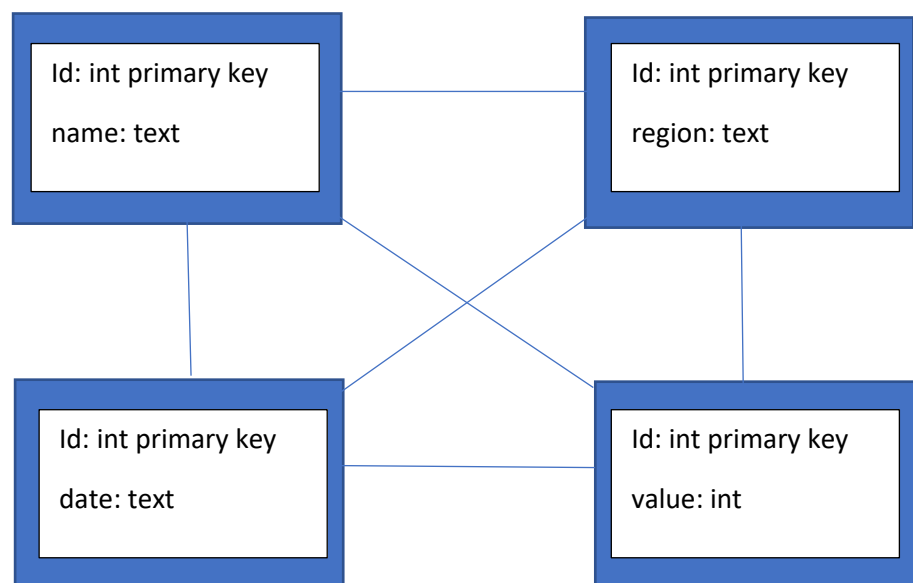 Id: int primary key
name: text
Id: int primary key
region: text
Id: int primary key
date: text
Id: int primary key
value: int